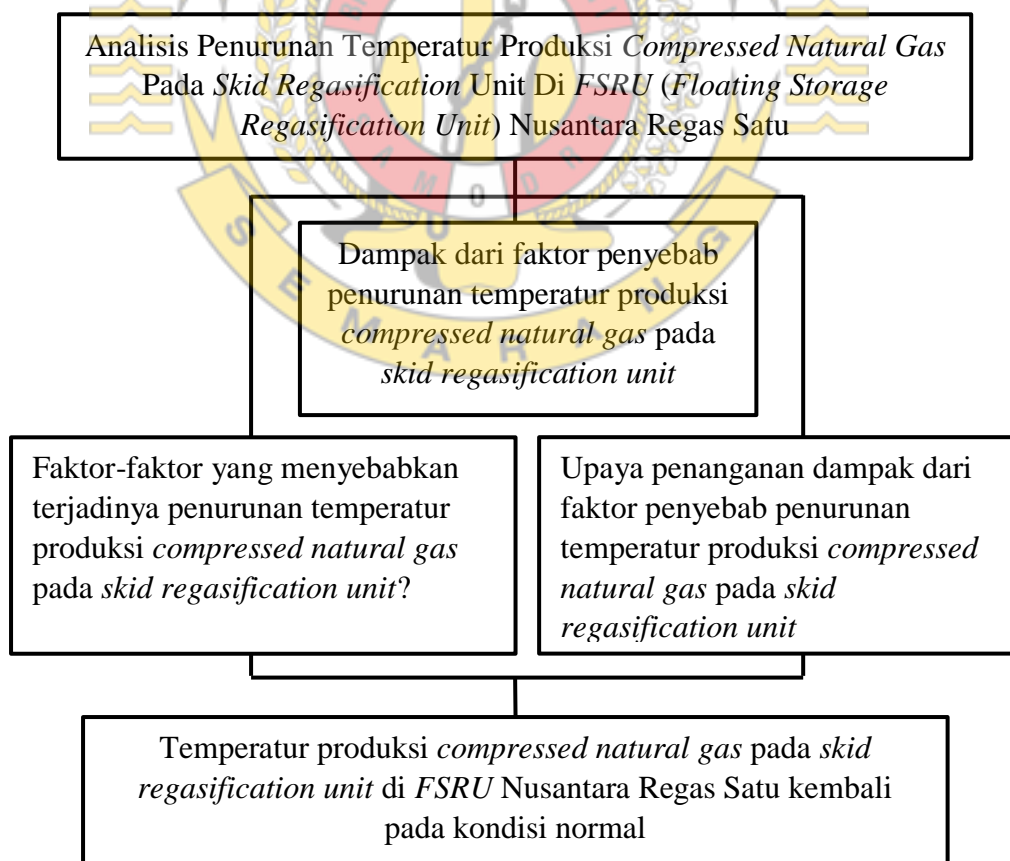 Analisis Penurunan Temperatur Produksi Compressed Natural Gas
Pada Skid Regasification Unit Di FSRU (Floating Storage
Regasification Unit) Nusantara Regas Satu
Dampak dari faktor penyebab
penurunan temperatur produksi
compressed natural gas pada
skid regasification unit
Faktor-faktor yang menyebabkan
terjadinya penurunan temperatur
produksi compressed natural gas
pada skid regasification unit?
Upaya penanganan dampak dari
faktor penyebab penurunan
temperatur produksi compressed
natural gas pada skid
regasification unit
Temperatur produksi compressed natural gas pada skid
regasification unit di FSRU Nusantara Regas Satu kembali
pada kondisi normal
SEMARANG